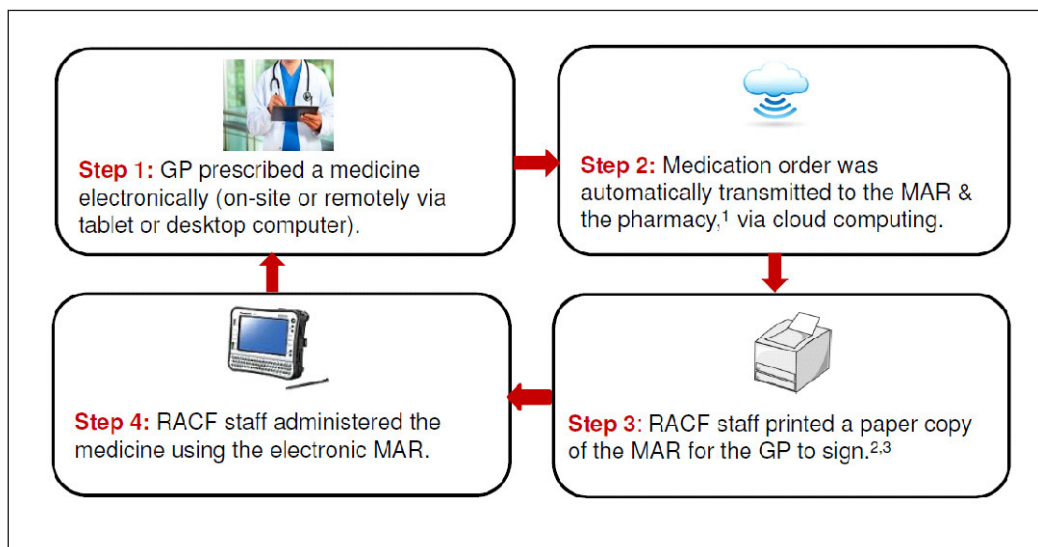 Step 1: GP prescribed a medicine
electronically (on-site or remotely via
tablet or desktop computer).
Step 2: Medication order was
automatically transmitted to the MAR &
the pharmacy,¹ via cloud computing.
Step 3: RACF staff printed a paper copy
of the MAR for the GP to sign.²,³
Step 4: RACF staff administered the
medicine using the electronic MAR.